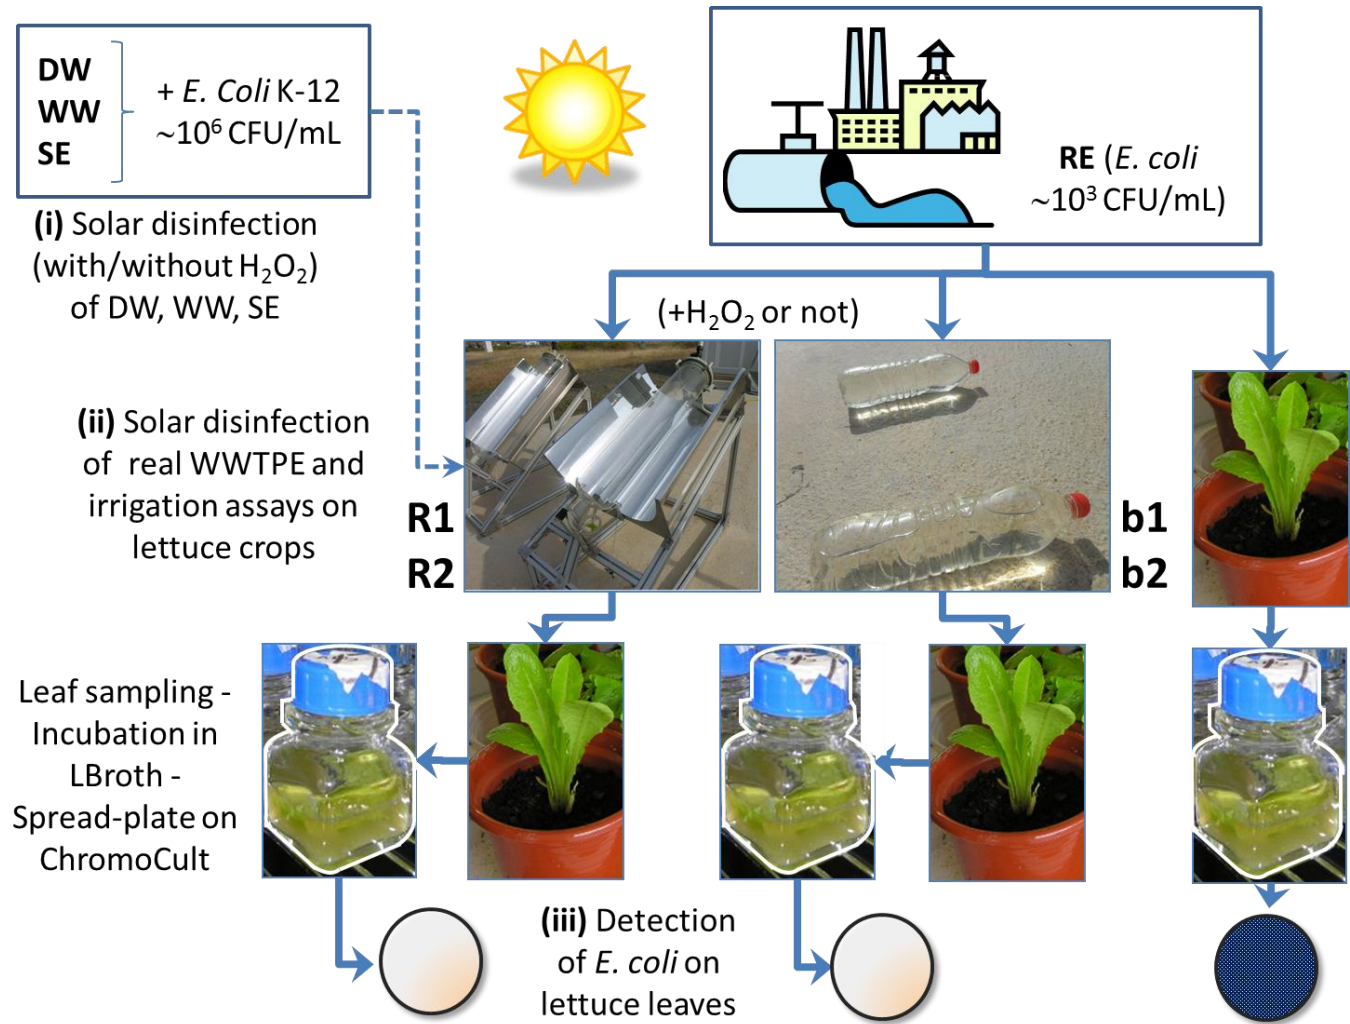 DW
WW
SE
+ E. Coli K-12
~10⁶ CFU/mL
RE (E. coli
~10³ CFU/mL)
(i) Solar disinfection
(with/without H₂O₂)
of DW, WW, SE
(+H₂O₂ or not)
(ii) Solar disinfection
of real WWTPE and
irrigation assays on
lettuce crops
R1
R2
b1
b2
Leaf sampling -
Incubation in
LBroth -
Spread-plate on
ChromoCult
(iii) Detection
of E. coli on
lettuce leaves